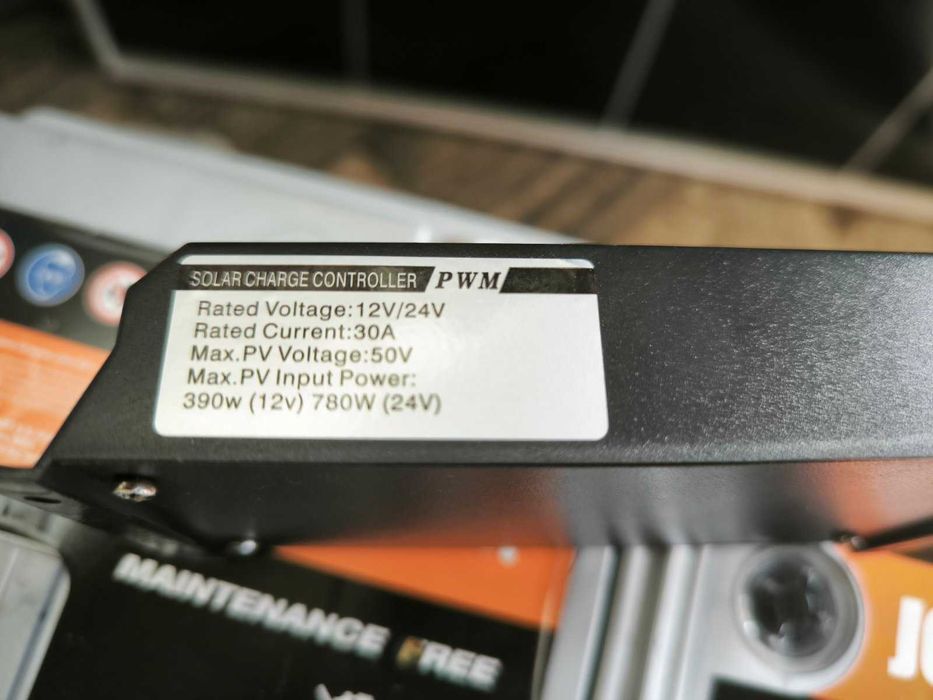 SOLAR CHARGE CONTROLLER PWM
Rated Voltage:12V/24V
Rated Current:30A
Max.PV Voltage:50V
Max.PV Input Power:
390w (12v) 780W (24V)
MAINTENANCE FREE